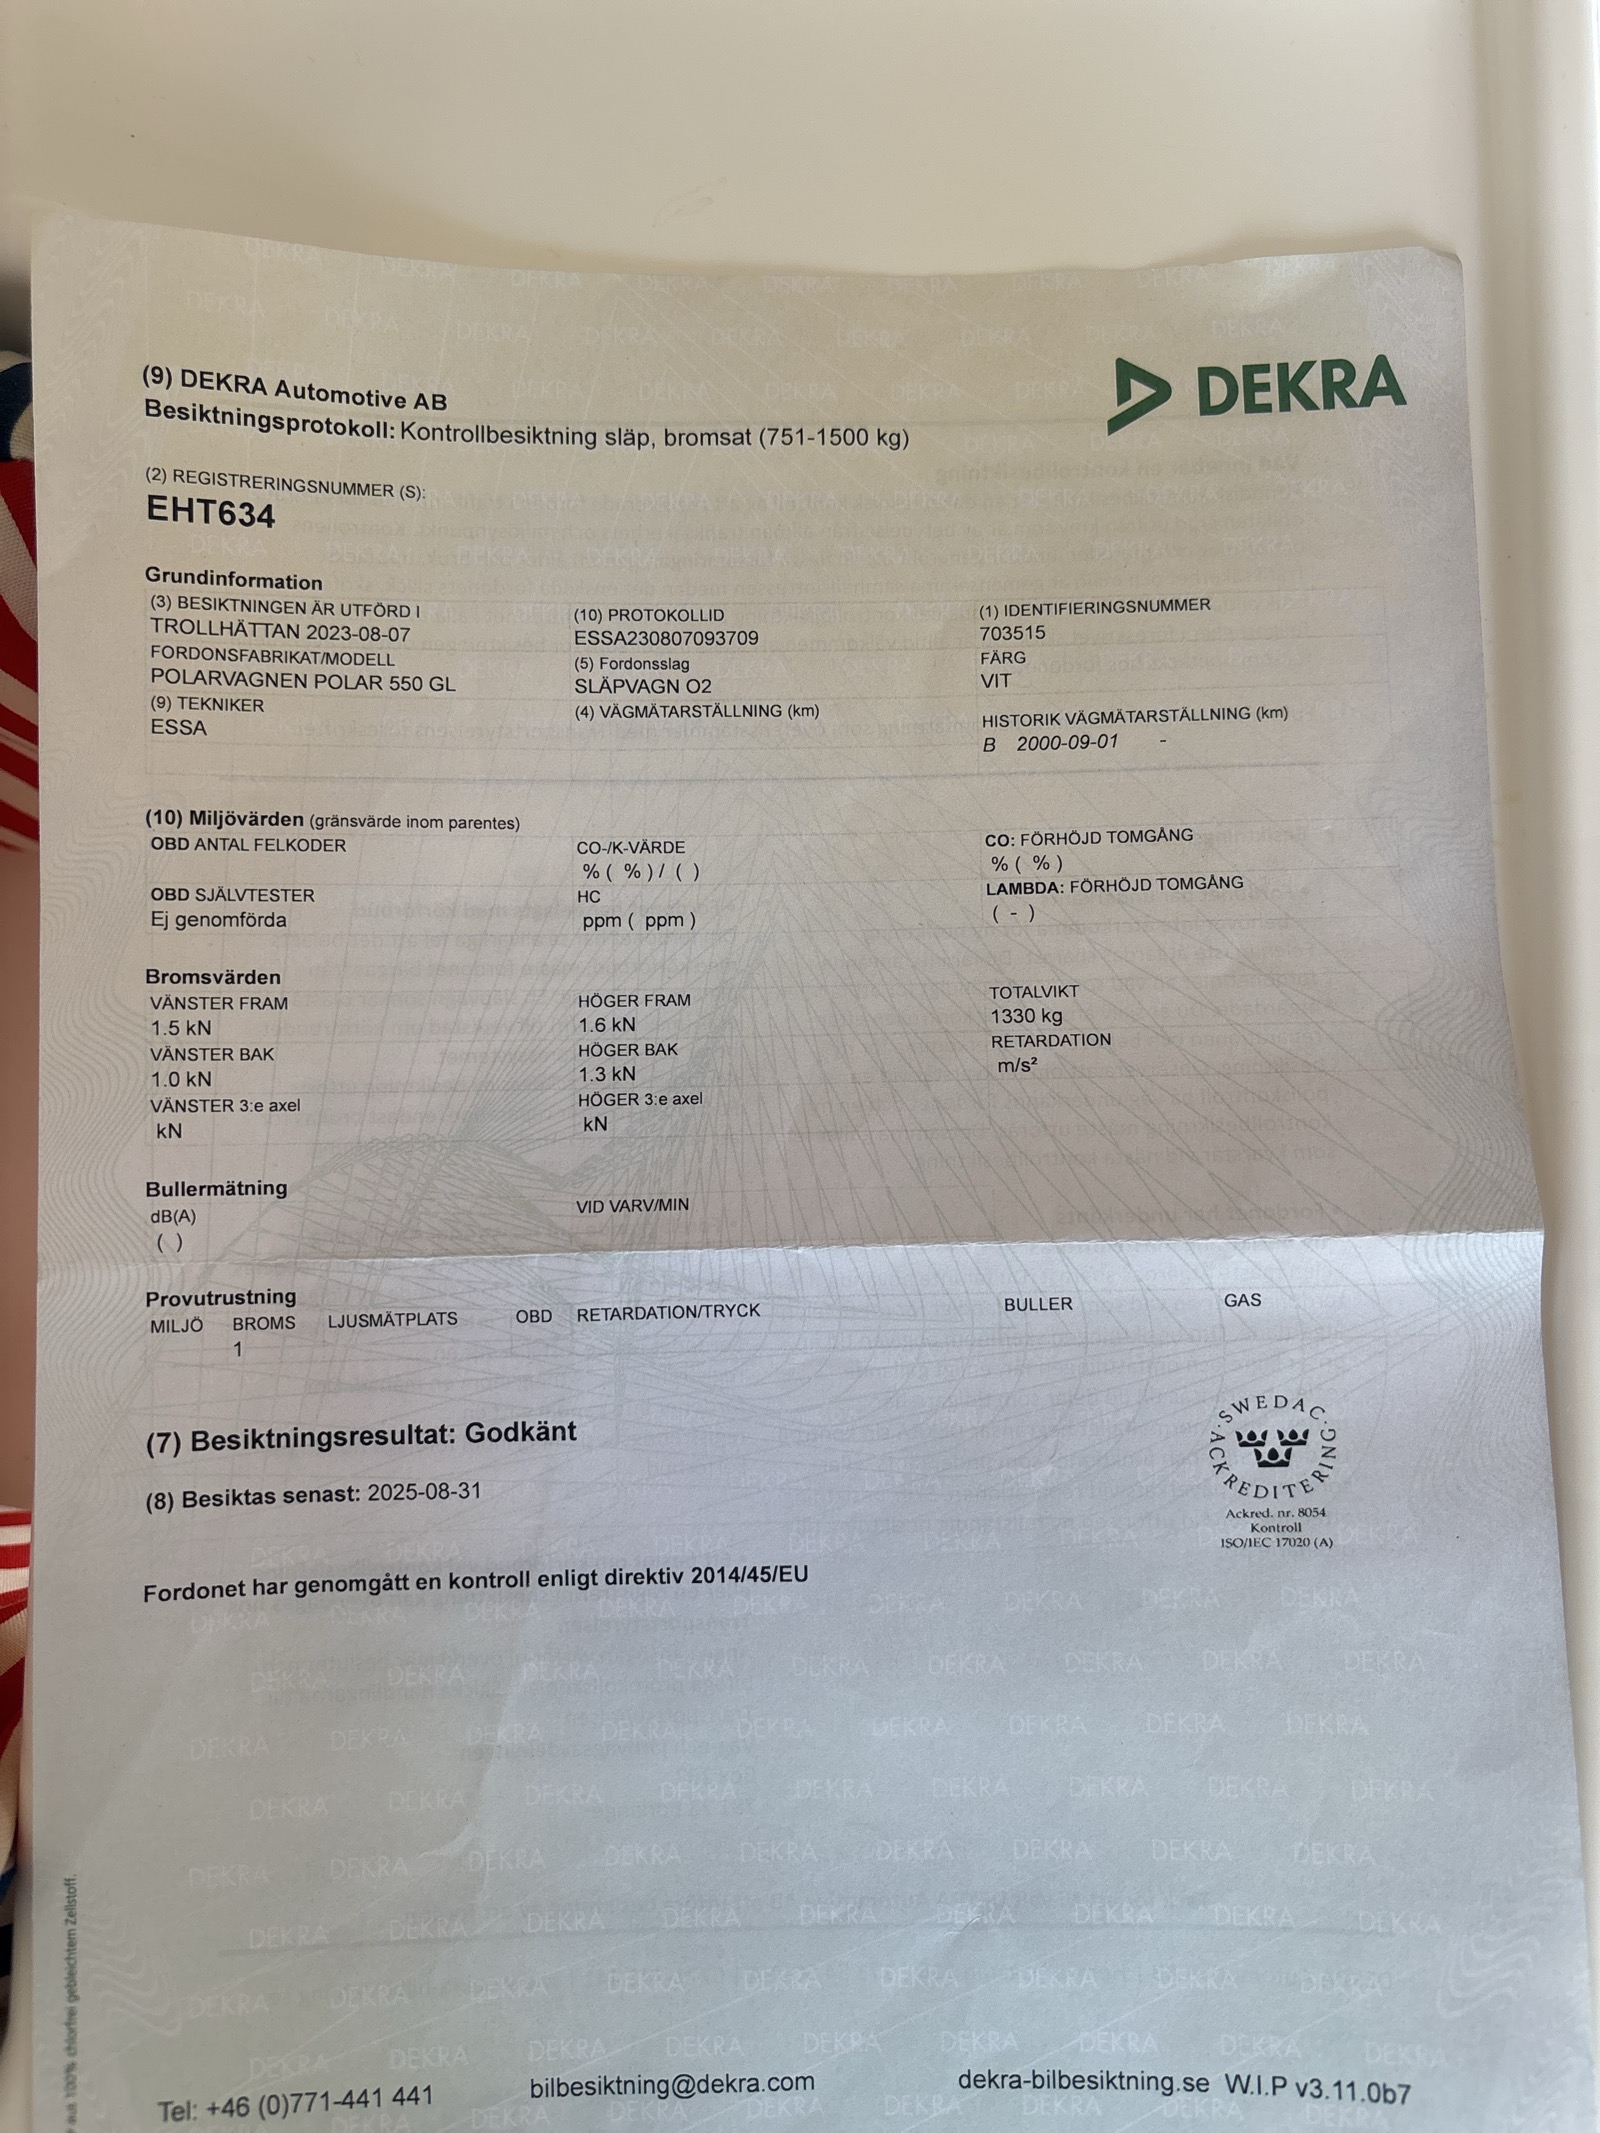 DEKRA
(9) DEKRA Automotive AB
Besiktningsprotokoll: Kontrollbesiktning släp, bromsat (751-1500 kg)
(2) REGISTRERINGSNUMMER (S):
EHT634
Grundinformation
(3) BESIKTNINGEN ÄR UTFÖRD I
TROLLHÄTTAN 2023-08-07
FORDONSFABRIKAT/MODELL
POLARVAGNEN POLAR 550 GL
(9) TEKNIKER
ESSA
(10) PROTOKOLLID
ESSA230807093709
(5) Fordonsslag
SLÄPVAGN O2
(4) VÄGMÄTARSTÄLLNING (km)
(1) IDENTIFIERINGSNUMMER
703515
FÄRG
VIT
HISTORIK VÄGMÄTARSTÄLLNING (km)
B 2000-09-01 -
(10) Miljövärden (gränsvärde inom parentes)
OBD ANTAL FELKODER
OBD SJÄLVTESTER
Ej genomförda
CO-/K-VÄRDE
% ( % ) / ( )
HC
ppm ( ppm )
CO: FÖRHÖJD TOMGÅNG
% ( % )
LAMBDA: FÖRHÖJD TOMGÅNG
( - )
Bromsvärden
VÄNSTER FRAM
1.5 kN
VÄNSTER BAK
1.0 kN
VÄNSTER 3:e axel
kN
HÖGER FRAM
1.6 kN
HÖGER BAK
1.3 kN
HÖGER 3:e axel
kN
TOTALVIKT
1330 kg
RETARDATION
m/s²
Bullermätning
dB(A)
( )
VID VARV/MIN
Provutrustning
MILJÖ BROMS LJUSMÄTPLATS OBD RETARDATION/TRYCK BULLER GAS
1
(7) Besiktningsresultat: Godkänt
(8) Besiktas senast: 2025-08-31
SWEDAC
ACKREDITERING
Ackred. nr. 8054
Kontroll
ISO/IEC 17020 (A)
Fordonet har genomgått en kontroll enligt direktiv 2014/45/EU
aus 100% chlorfrei gebleichtem Zellstoff.
Tel: +46 (0)771-441 441 bilbesiktning@dekra.com dekra-bilbesiktning.se W.I.P v3.11.0b7